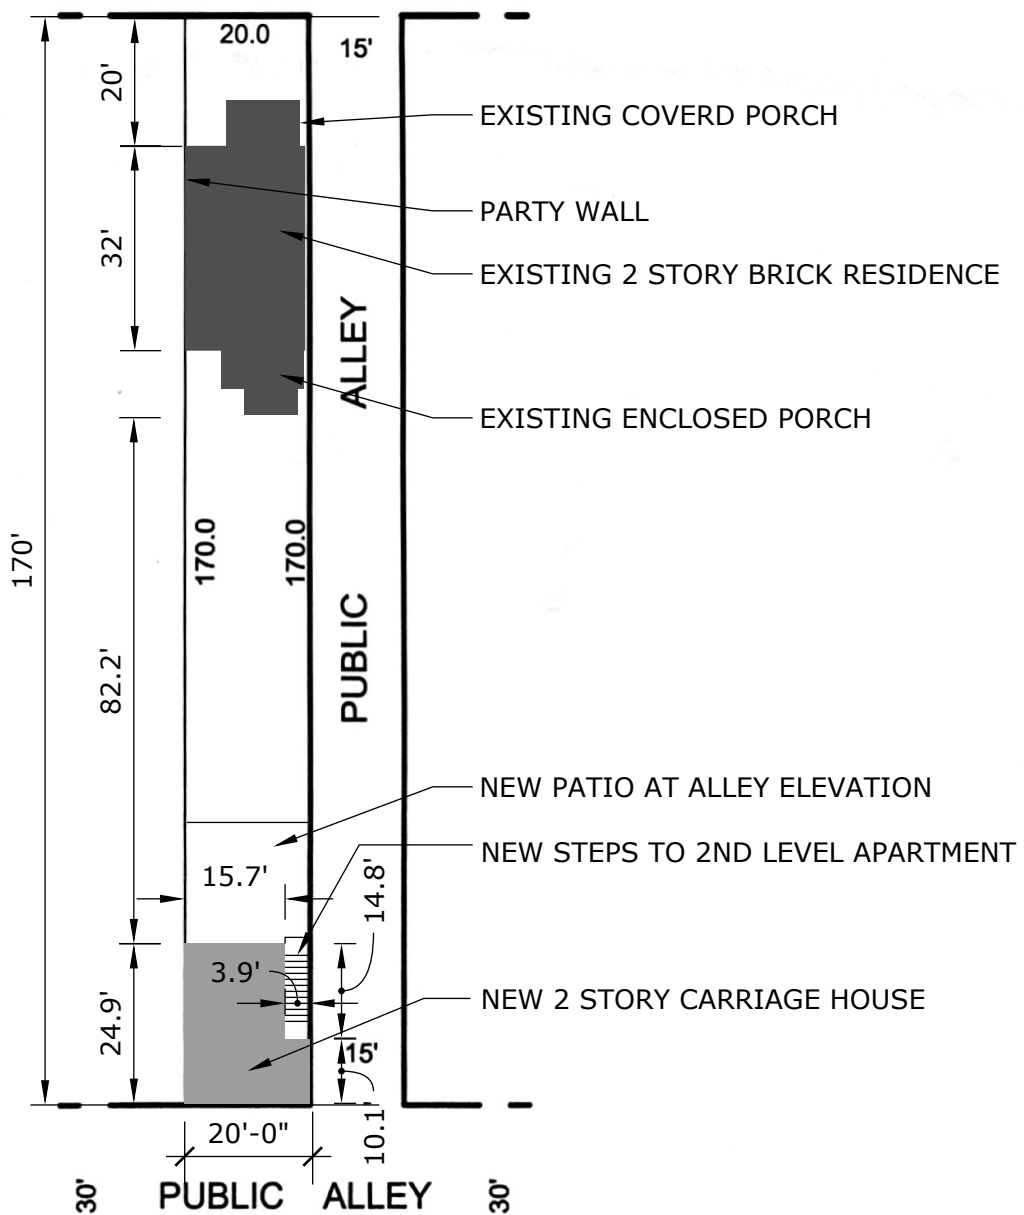 20.0
15'
20'
EXISTING COVERD PORCH
PARTY WALL
32'
EXISTING 2 STORY BRICK RESIDENCE
ALLEY
EXISTING ENCLOSED PORCH
170'
170.0
170.0
PUBLIC
82.2'
NEW PATIO AT ALLEY ELEVATION
NEW STEPS TO 2ND LEVEL APARTMENT
15.7'
14.8'
3.9'
NEW 2 STORY CARRIAGE HOUSE
24.9'
15'
10.1'
20'-0"
30'
PUBLIC ALLEY
30'